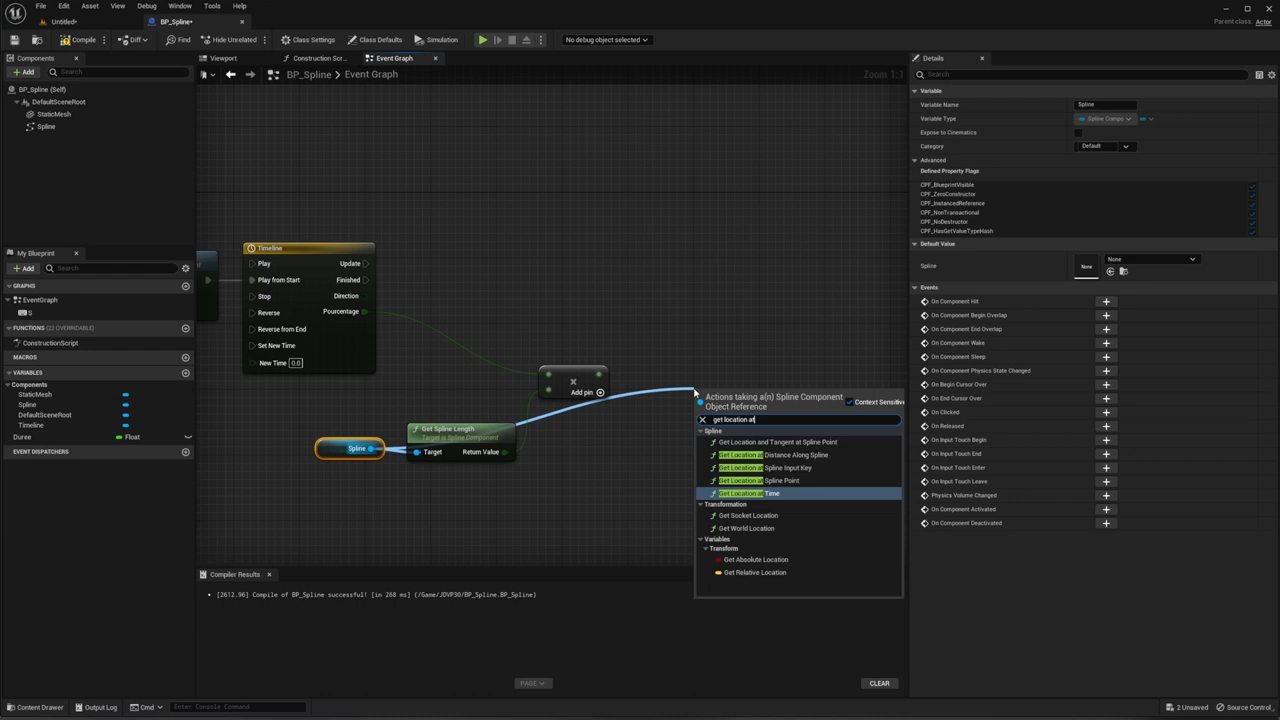 File Edit Asset View Debug Window Tools Help
Untitled•
BP_Spline•
Parent class: Actor
Compile
Diff
Find
Hide Unrelated
Class Settings
Class Defaults
Simulation
No debug object selected
Components
Add
Search
BP_Spline (Self)
DefaultSceneRoot
StaticMesh
Spline
Viewport
Construction Scr...
Event Graph
BP_Spline > Event Graph
Zoom 1:1
My Blueprint
Add
Search
GRAPHS
EventGraph
S
FUNCTIONS (22 OVERRIDABLE)
ConstructionScript
MACROS
VARIABLES
Components
StaticMesh
Spline
DefaultSceneRoot
Timeline
Duree
Float
EVENT DISPATCHERS
Timeline
Play
Update
Play from Start
Finished
Stop
Direction
Reverse
Pourcentage
Reverse from End
Set New Time
New Time 0.0
Add pin
Spline
Get Spline Length
Target is Spline Component
Target
Return Value
Actions taking a(n) Spline Component
Object Reference
Context Sensitive
get location at
Spline
Get Location and Tangent at Spline Point
Get Location at Distance Along Spline
Get Location at Spline Input Key
Get Location at Spline Point
Get Location at Time
Transformation
Get Socket Location
Get World Location
Variables
Transform
Get Absolute Location
Get Relative Location
Compiler Results
• [2612.96] Compile of BP_Spline successful! [in 268 ms] (/Game/JDVP30/BP_Spline.BP_Spline)
PAGE
CLEAR
Details
Search
Variable
Variable Name
Spline
Variable Type
Spline Compo
Expose to Cinematics
Category
Default
Advanced
Defined Property Flags
CPF_BlueprintVisible
CPF_ZeroConstructor
CPF_InstancedReference
CPF_NonTransactional
CPF_NoDestructor
CPF_HasGetValueTypeHash
Default Value
Spline
None
None
Events
On Component Hit
On Component Begin Overlap
On Component End Overlap
On Component Wake
On Component Sleep
On Component Physics State Changed
On Begin Cursor Over
On End Cursor Over
On Clicked
On Released
On Input Touch Begin
On Input Touch End
On Input Touch Enter
On Input Touch Leave
Physics Volume Changed
On Component Activated
On Component Deactivated
Content Drawer
Output Log
Cmd
Enter Console Command
2 Unsaved
Source Control